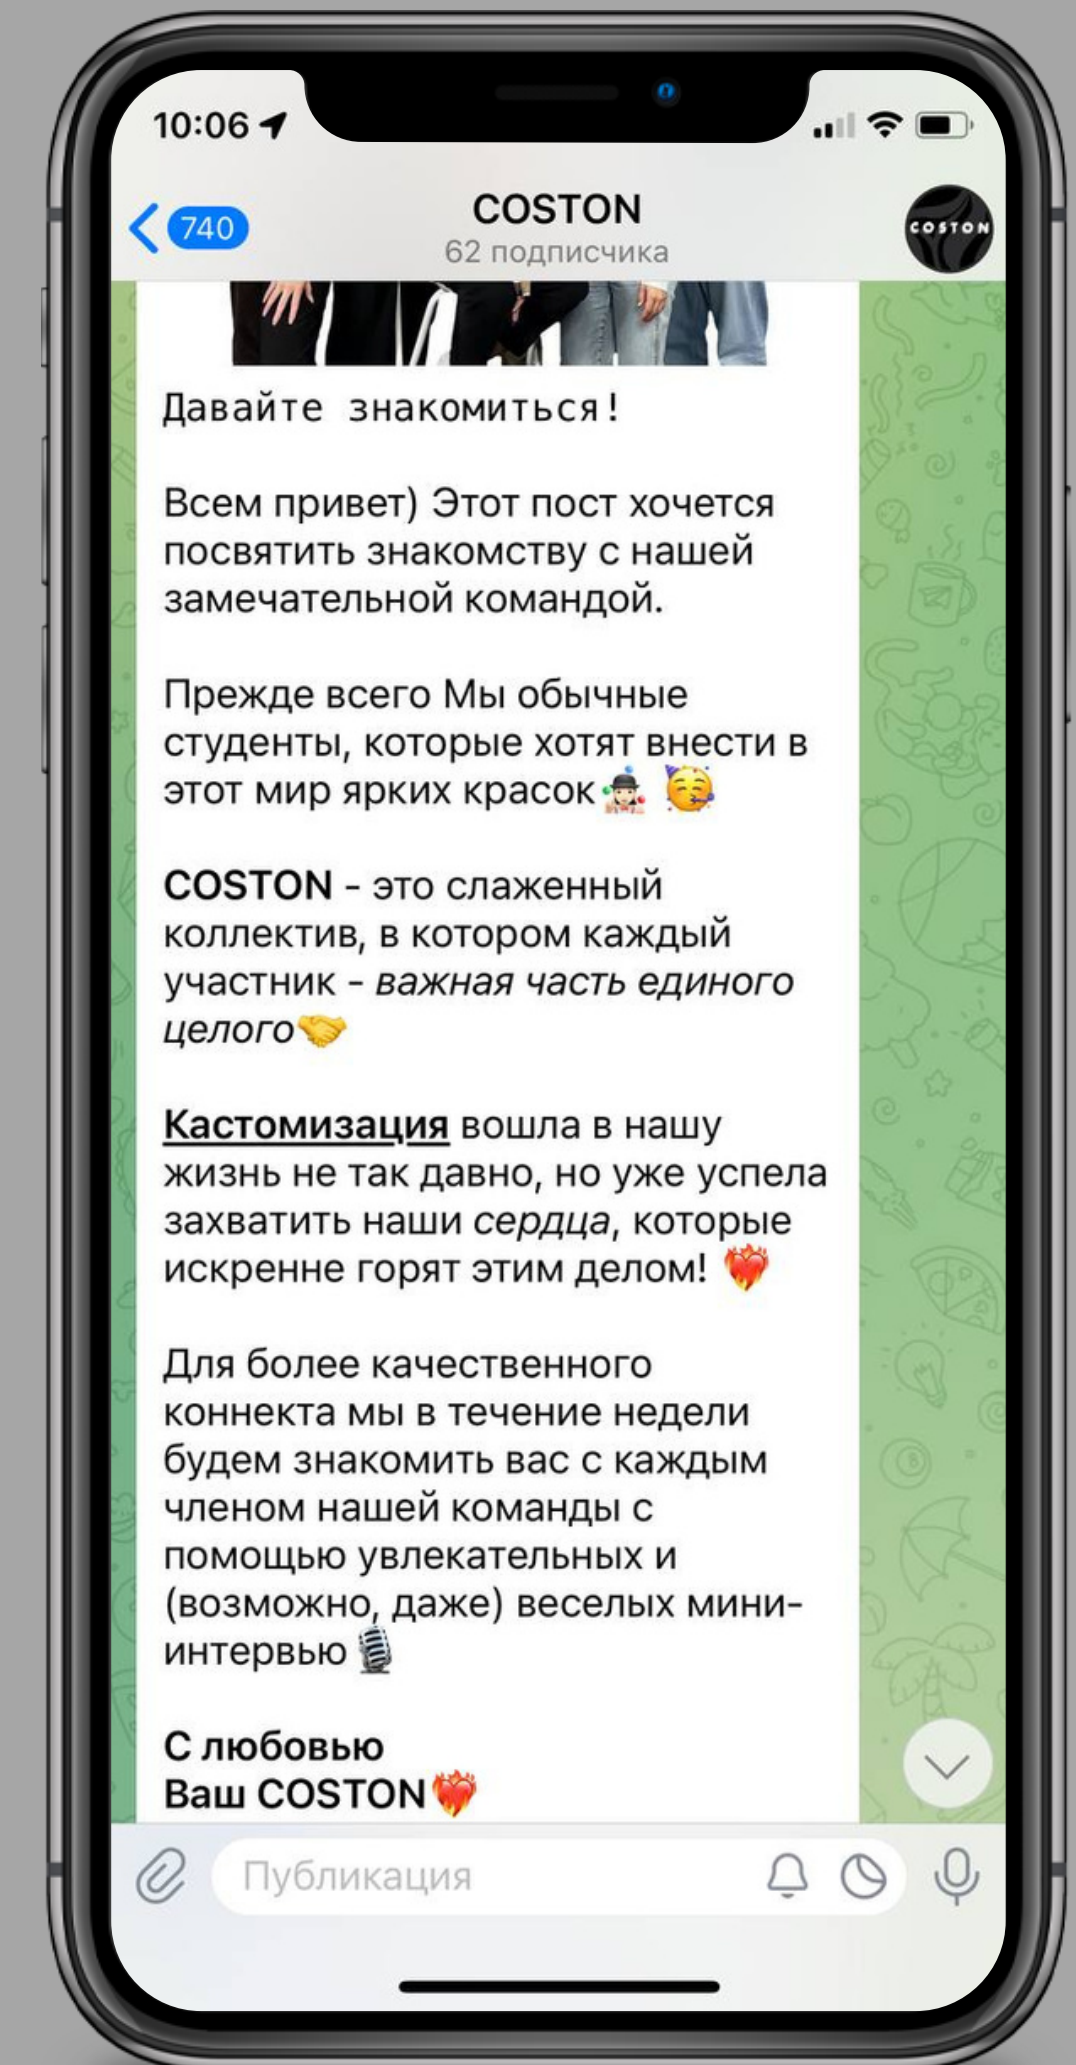 10:06
740
COSTON
62 подписчика
COSTON
Давайте знакомиться!
Всем привет) Этот пост хочется
посвятить знакомству с нашей
замечательной командой.
Прежде всего Мы обычные
студенты, которые хотят внести в
этот мир ярких красок🤹🏻 🥳
COSTON - это слаженный
коллектив, в котором каждый
участник - важная часть единого
целого🤝
Кастомизация вошла в нашу
жизнь не так давно, но уже успела
захватить наши сердца, которые
искренне горят этим делом! ❤️‍🔥
Для более качественного
коннекта мы в течение недели
будем знакомить вас с каждым
членом нашей команды с
помощью увлекательных и
(возможно, даже) веселых мини-
интервью🎙
С любовью
Ваш COSTON❤️‍🔥
Публикация